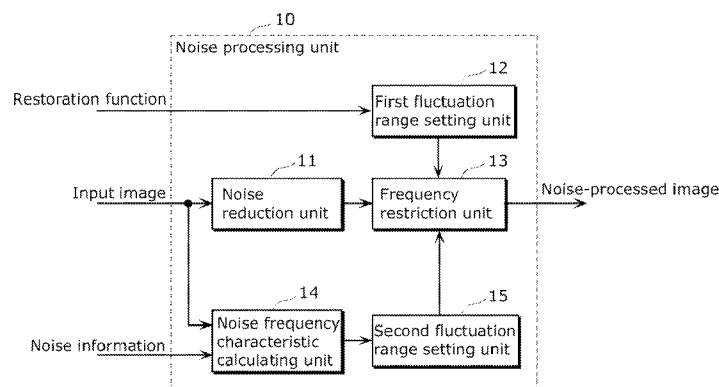 10
Noise processing unit
12
Restoration function
First fluctuation
range setting unit
11
13
Input image
Noise
reduction unit
Frequency
restriction unit
Noise-processed image
14
15
Noise frequency
characteristic
calculating unit
Second fluctuation
range setting unit
Noise information